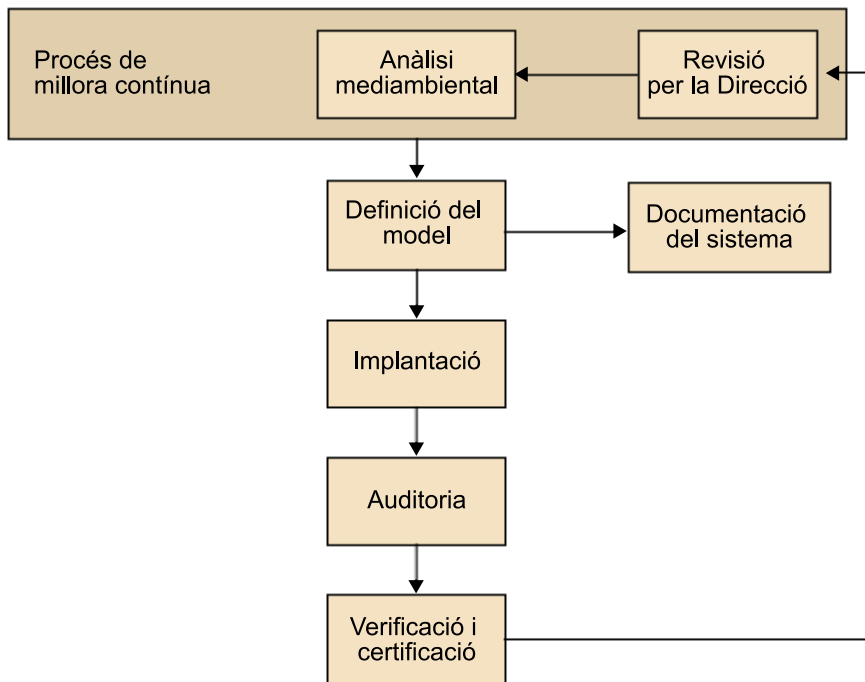 Procés de
millora contínua
Anàlisi
mediambiental
Revisió
per la Direcció
Definició del
model
Documentació
del sistema
Implantació
Auditoria
Verificació i
certificació